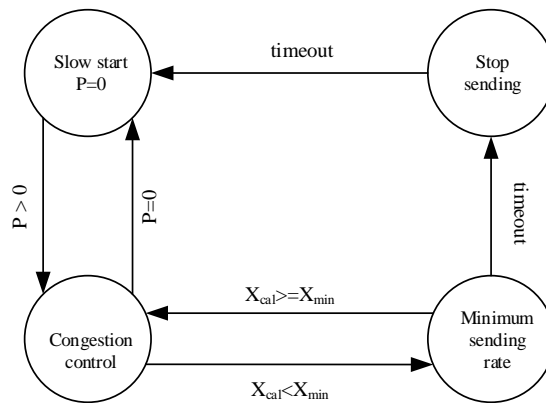 Slow start
P=0
timeout
Stop
sending
P > 0
P=0
timeout
Xcal>=Xmin
Congestion
control
Minimum
sending
rate
Xcal<Xmin